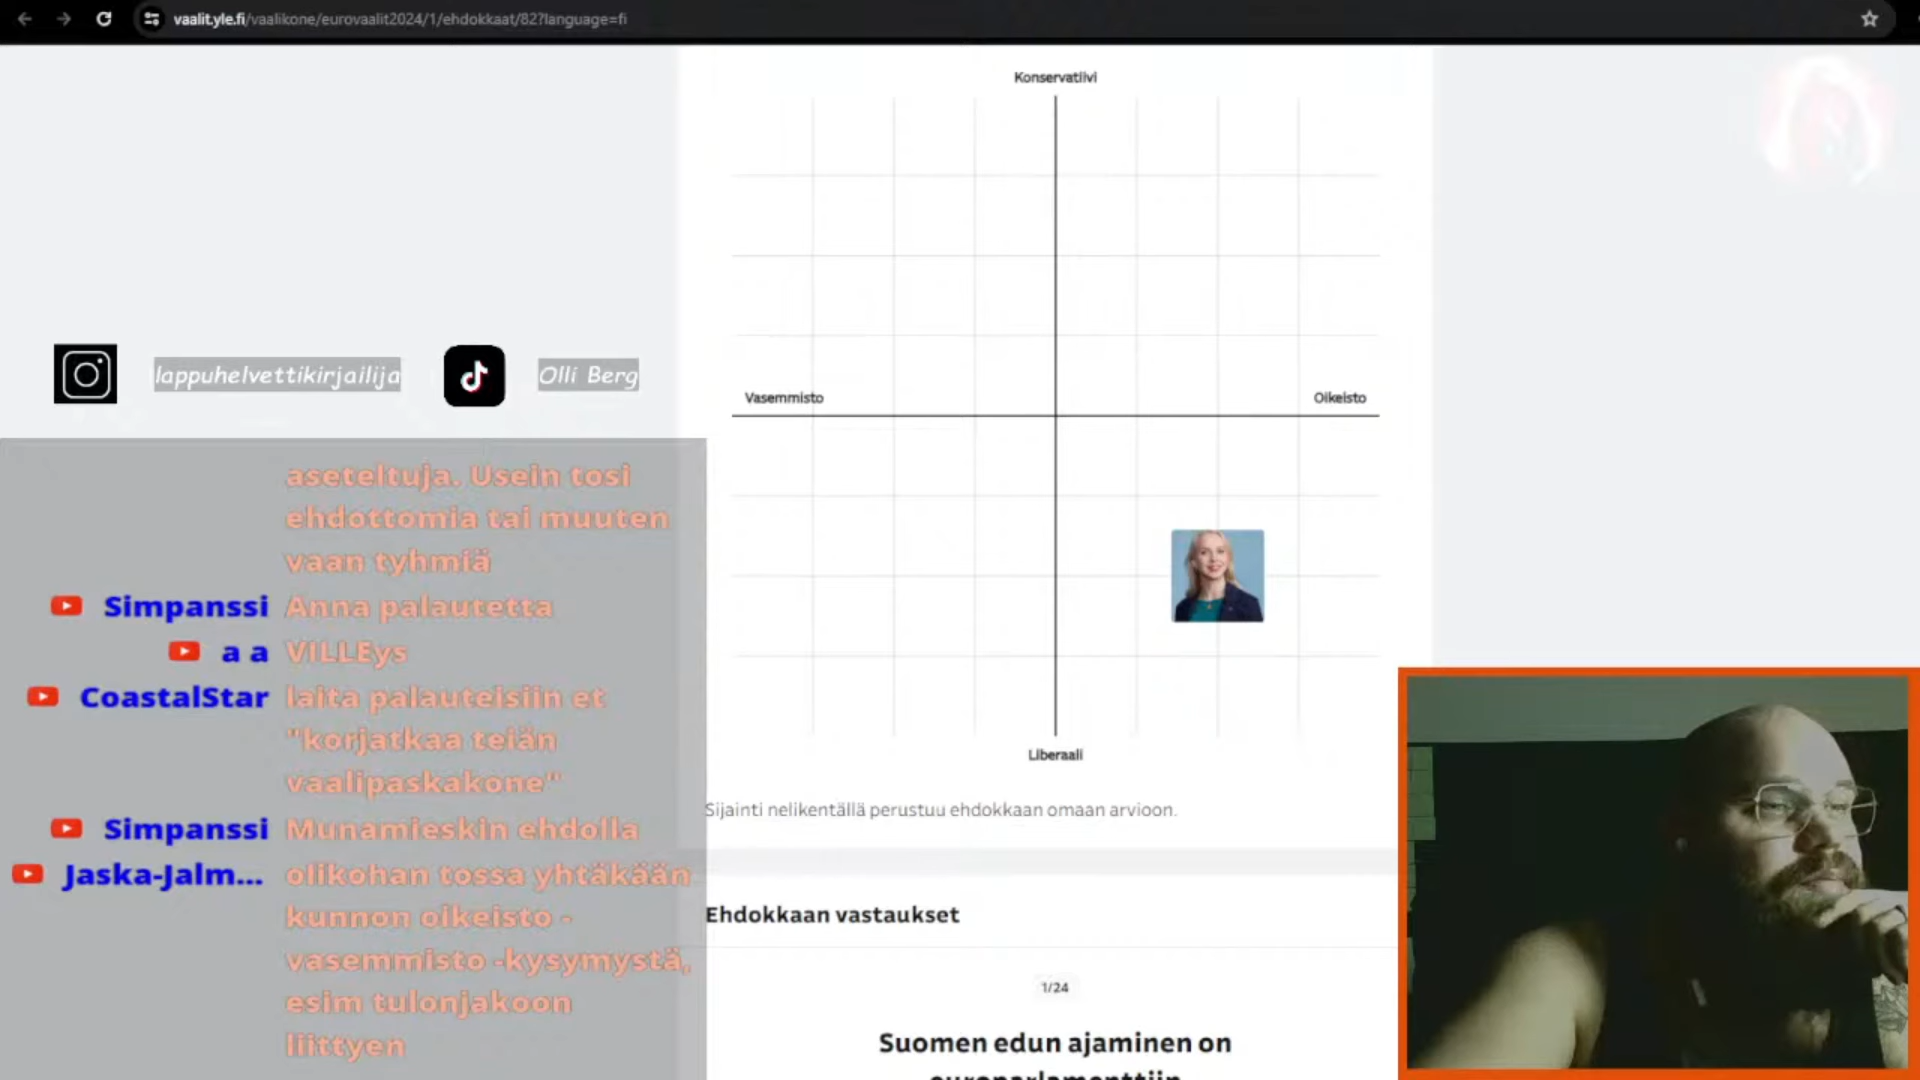 vaalit.yle.fi/vaalikone/eurovaalit2024/1/ehdokkaat/82?language=fi
Konservatiivi
Vasemmisto
Oikeisto
Liberaali
Sijainti nelikentällä perustuu ehdokkaan omaan arvioon.
Ehdokkaan vastaukset
1/24
Suomen edun ajaminen on
europarlamenttiin
lappuhelvettikirjailija
Olli Berg
aseteltuja. Usein tosi
ehdottomia tai muuten
vaan tyhmiä
Simpanssi Anna palautetta
a a VILLEys
CoastalStar laita palauteisiin et
"korjatkaa teiän
vaalipaskakone"
Simpanssi Munamieskin ehdolla
Jaska-Jalm... olikohan tossa yhtäkään
kunnon oikeisto -
vasemmisto -kysymystä,
esim tulonjakoon
liittyen